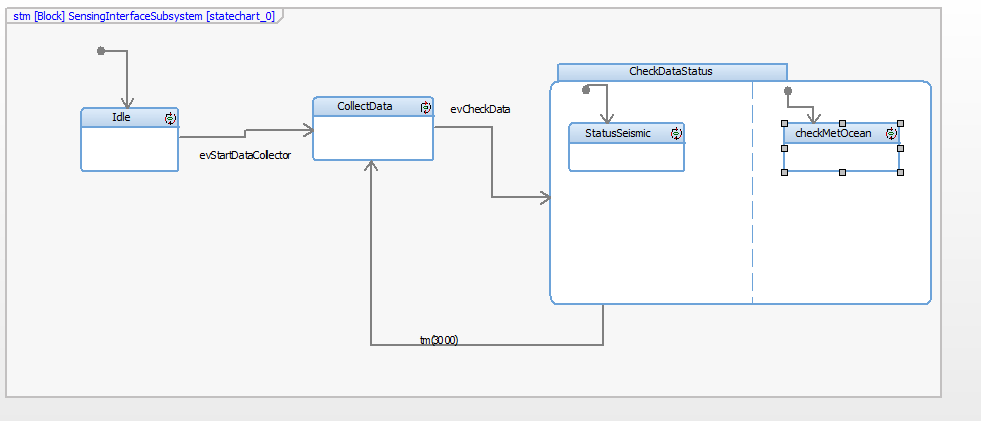 stm [Block] SensingInterfaceSubsystem [statechart_0]
Idle
evStartDataCollector
CollectData
evCheckData
CheckDataStatus
StatusSeismic
checkMetOcean
tm(3000)